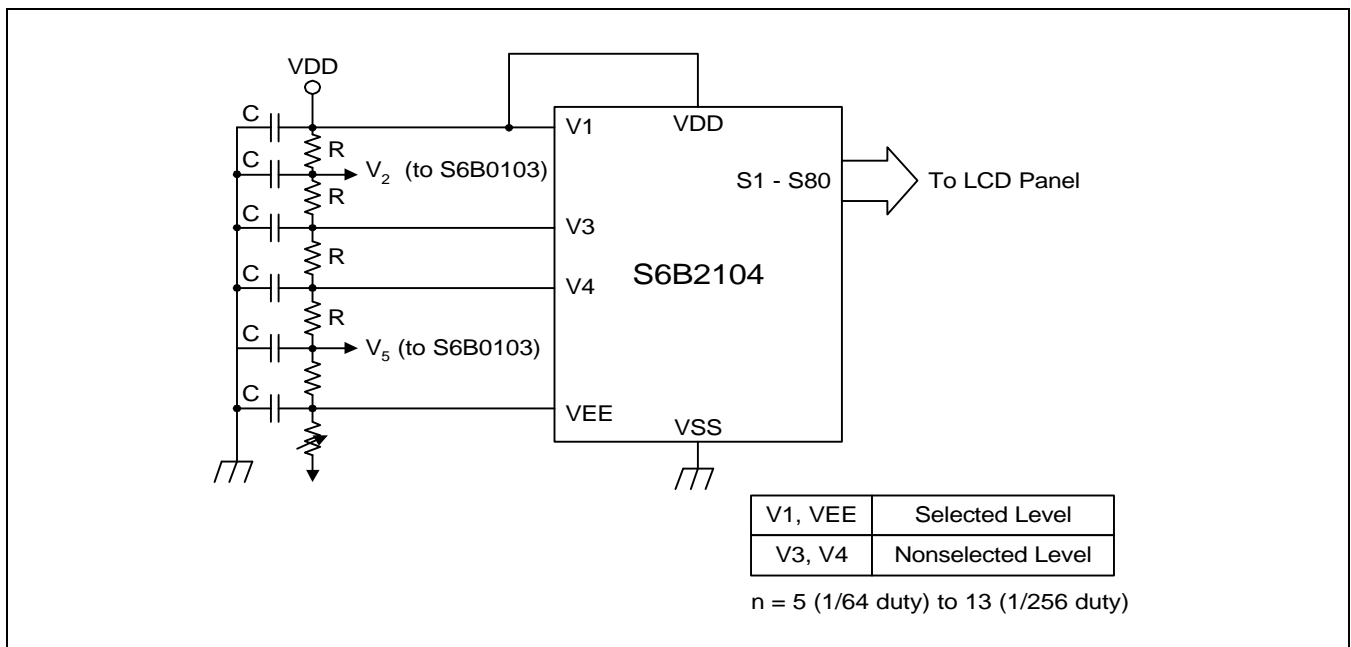 VDD
C
R
C
V₂ (to S6B0103)
R
C
R
C
R
C
V₅ (to S6B0103)
C
V1
VDD
S1 - S80
To LCD Panel
V3
S6B2104
V4
VEE
VSS
V1, VEE Selected Level
V3, V4 Nonselected Level
n = 5 (1/64 duty) to 13 (1/256 duty)